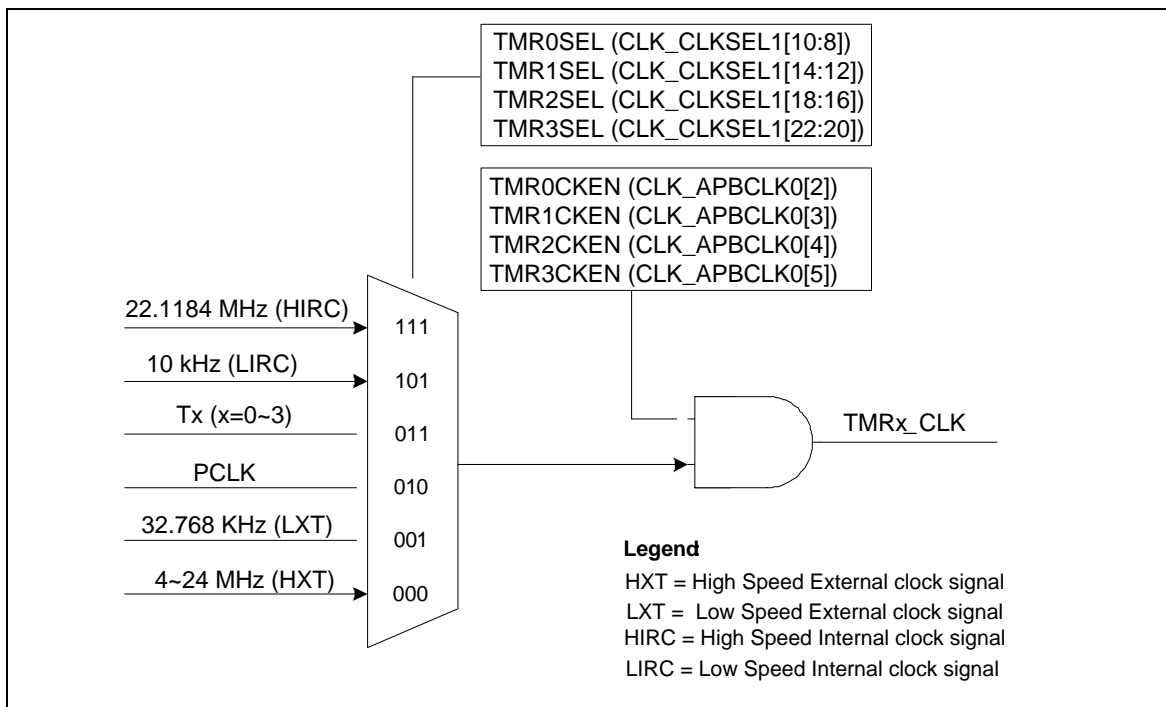 TMR0SEL (CLK_CLKSEL1[10:8])
TMR1SEL (CLK_CLKSEL1[14:12])
TMR2SEL (CLK_CLKSEL1[18:16])
TMR3SEL (CLK_CLKSEL1[22:20])
TMR0CKEN (CLK_APBCLK0[2])
TMR1CKEN (CLK_APBCLK0[3])
TMR2CKEN (CLK_APBCLK0[4])
TMR3CKEN (CLK_APBCLK0[5])
22.1184 MHz (HIRC)
111
10 kHz (LIRC)
101
Tx (x=0~3)
011
PCLK
010
32.768 KHz (LXT)
001
4~24 MHz (HXT)
000
TMRx_CLK
Legend:
HXT = High Speed External clock signal
LXT = Low Speed External clock signal
HIRC = High Speed Internal clock signal
LIRC = Low Speed Internal clock signal